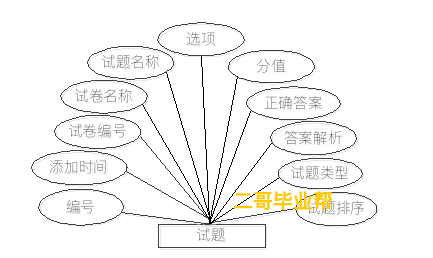 选项
试题名称
分值
试卷名称
正确答案
试卷编号
答案解析
添加时间
试题类型
二哥毕业帮
编号
试题排序
试题